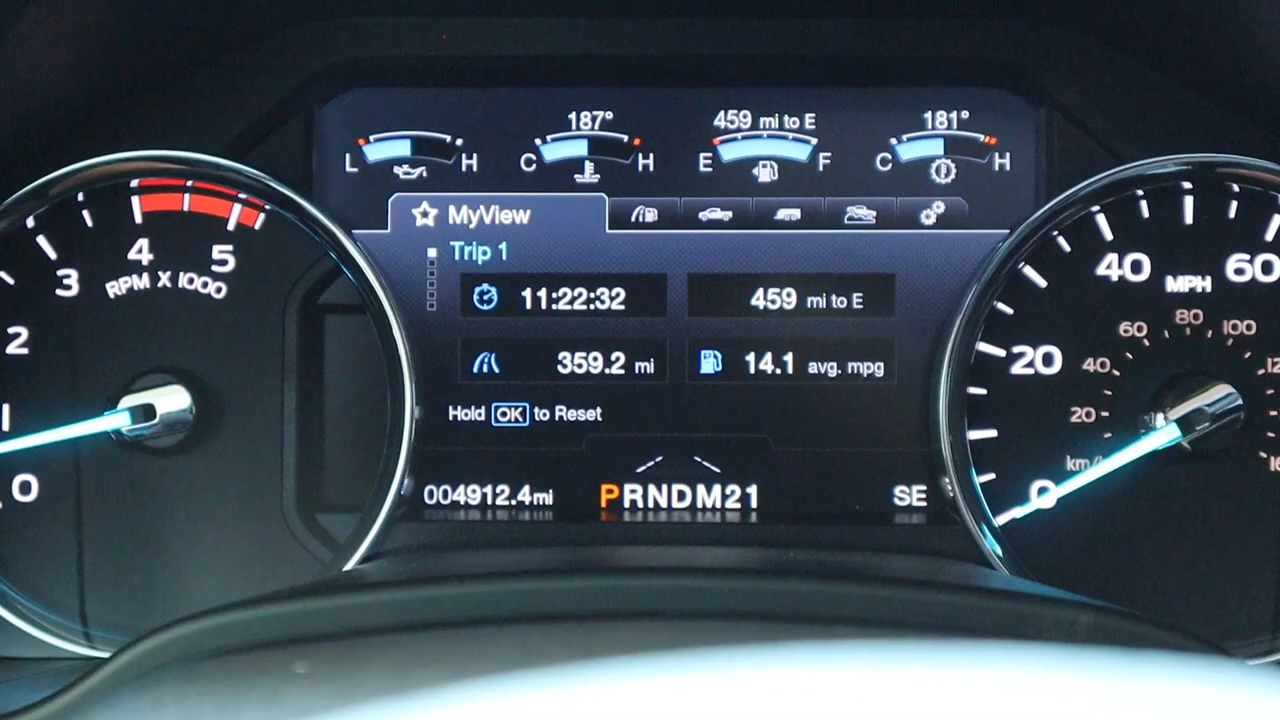 187° 459 mi to E 181°
L H C H E F C H
MyView
Trip 1
11:22:32 459 mi to E
359.2 mi 14.1 avg. mpg
Hold OK to Reset
004912.4mi PRNDM21 SE
0 1 2 3 4 5
RPM X 1000
0 20 40 60
MPH
km/h 20 40 60 80 100